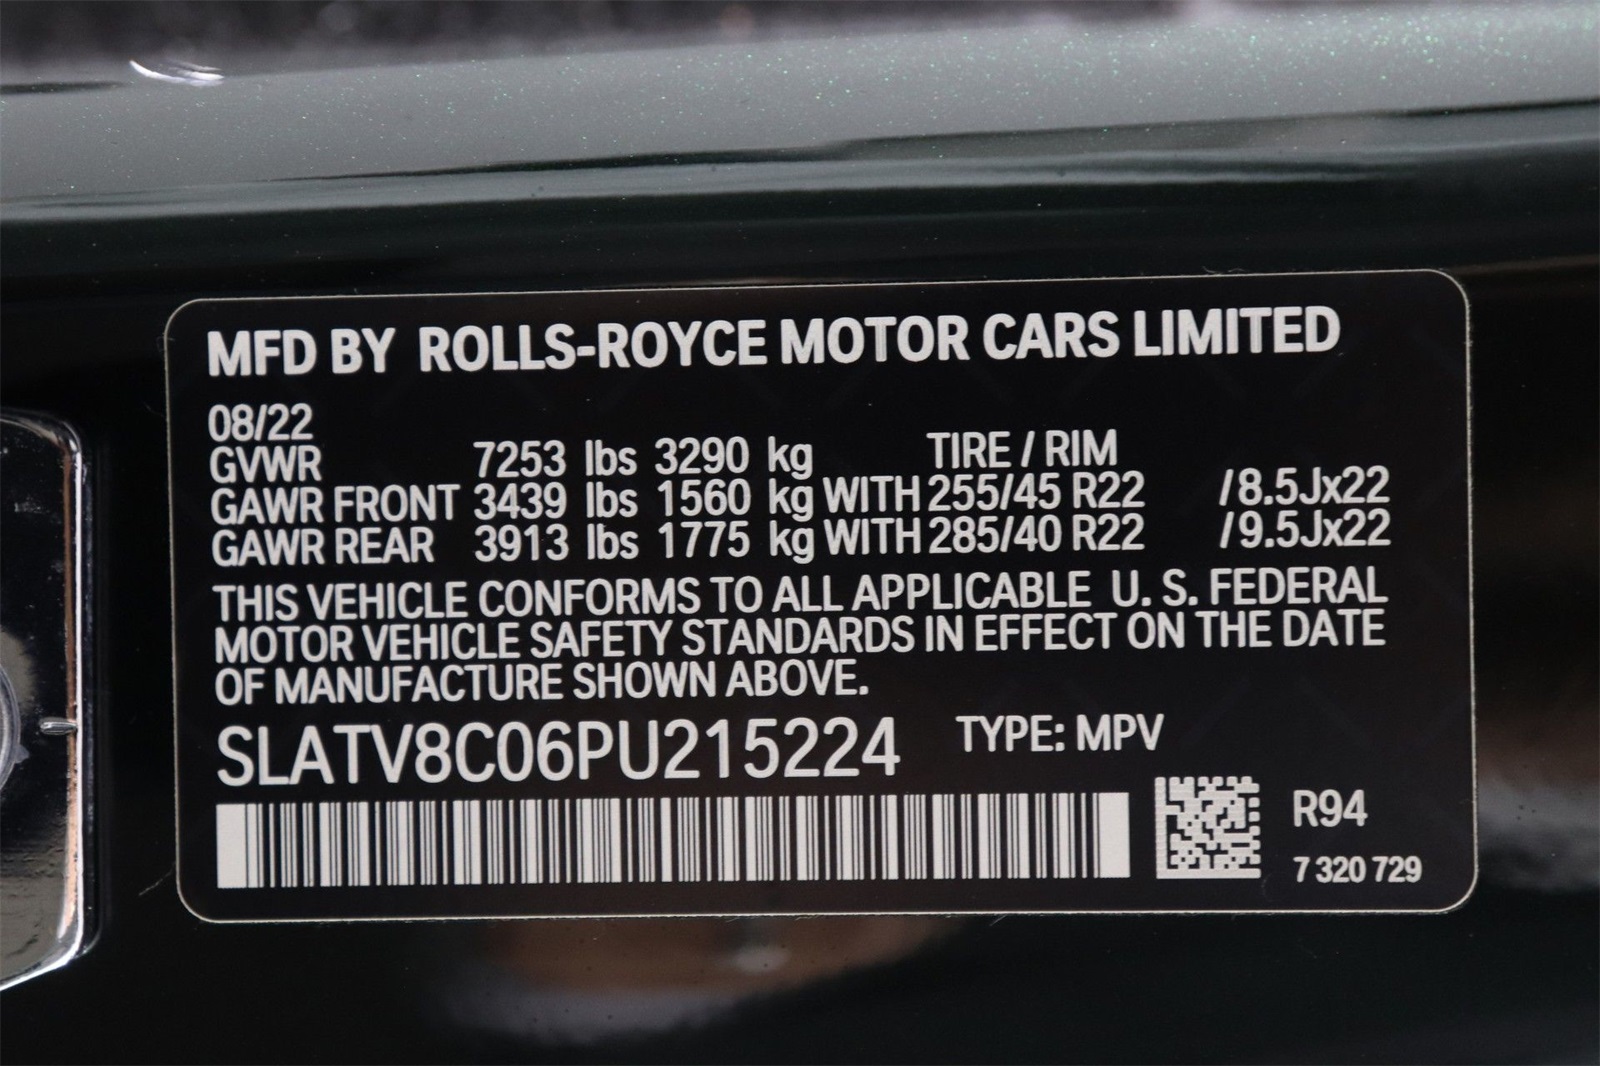 MFD BY ROLLS-ROYCE MOTOR CARS LIMITED
08/22
GVWR 7253 lbs 3290 kg TIRE / RIM
GAWR FRONT 3439 lbs 1560 kg WITH 255/45 R22 /8.5Jx22
GAWR REAR 3913 lbs 1775 kg WITH 285/40 R22 /9.5Jx22
THIS VEHICLE CONFORMS TO ALL APPLICABLE U. S. FEDERAL
MOTOR VEHICLE SAFETY STANDARDS IN EFFECT ON THE DATE
OF MANUFACTURE SHOWN ABOVE.
SLATV8C06PU215224 TYPE: MPV
R94
7 320 729